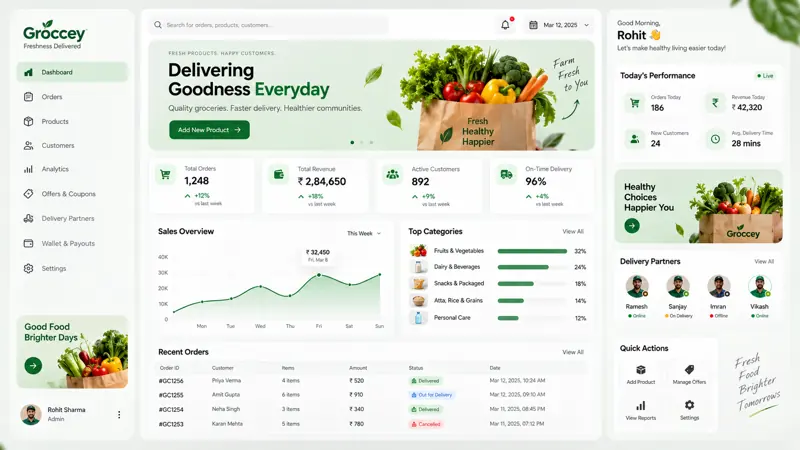 Groccey
Freshness Delivered
Dashboard
Orders
Products
Customers
Analytics
Offers & Coupons
Delivery Partners
Wallet & Payouts
Settings
Good Food
Brighter Days
Rohit Sharma
Admin
Search for orders, products, customers...
Mar 12, 2025
FRESH PRODUCTS. HAPPY CUSTOMERS.
Delivering
Goodness Everyday
Quality groceries. Faster delivery. Healthier communities.
Add New Product
Fresh
Healthy
Happier
Farm
Fresh
to You
Total Orders
1,248
+12%
vs last week
Total Revenue
₹ 2,84,650
+18%
vs last week
Active Customers
892
+9%
vs last week
On-Time Delivery
96%
+4%
vs last week
Sales Overview
This Week
₹ 32,450
Fri, Mar 8
40K
30K
20K
10K
0
Mon Tue Wed Thu Fri Sat Sun
Top Categories
View All
Fruits & Vegetables 32%
Dairy & Beverages 24%
Snacks & Packaged 18%
Atta, Rice & Grains 14%
Personal Care 12%
Recent Orders
View All
Order ID Customer Items Amount Status Date
#GC1256 Priya Verma 4 items ₹ 520 Delivered Mar 12, 2025, 10:24 AM
#GC1255 Amit Gupta 6 items ₹ 910 Out for Delivery Mar 12, 2025, 09:10 AM
#GC1254 Neha Singh 3 items ₹ 340 Delivered Mar 11, 2025, 08:45 PM
#GC1253 Karan Mehta 5 items ₹ 780 Cancelled Mar 11, 2025, 07:12 PM
Good Morning,
Rohit 👋
Let's make healthy living easier today!
Today's Performance
Live
Orders Today
186
Revenue Today
₹ 42,320
New Customers
24
Avg. Delivery Time
28 mins
Healthy
Choices
Happier You
Groccey
Delivery Partners
View All
Ramesh
Online
Sanjay
On Delivery
Imran
Offline
Vikash
Online
Quick Actions
Add Product
Manage Offers
View Reports
Settings
Fresh
Food
Brighter
Tomorrows